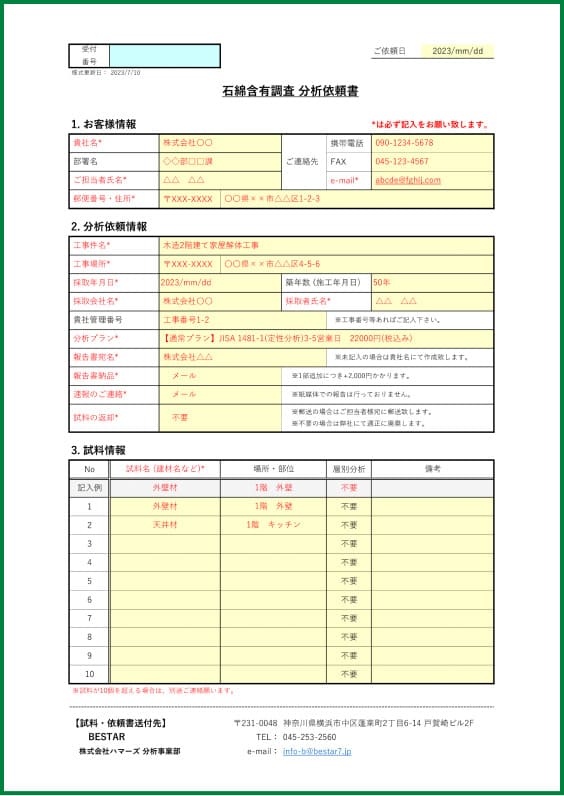 受付
番号
ご依頼日 2023/mm/dd
様式更新日： 2023/7/10
石綿含有調査 分析依頼書
1. お客様情報 *は必ず記入をお願い致します。
貴社名* 株式会社〇〇 ご連絡先 携帯電話 090-1234-5678
部署名 ◇◇部□□課 FAX 045-123-4567
ご担当者氏名* △△ △△ e-mail* abcde@fghij.com
郵便番号・住所* 〒XXX-XXXX 〇〇県××市△△区1-2-3
2. 分析依頼情報
工事件名* 木造2階建て家屋解体工事
工事場所* 〒XXX-XXXX 〇〇県××市△△区4-5-6
採取年月日* 2023/mm/dd 築年数 (施工年月日) 50年
採取会社名* 株式会社〇〇 採取者氏名* △△ △△
貴社管理番号 工事番号1-2 ※工事番号等あればご記入下さい。
分析プラン* 【通常プラン】JISA 1481-1(定性分析)3-5営業日 22000円(税込み)
報告書宛名* 株式会社△△ ※未記入の場合は貴社名にて作成致します。
報告書納品* メール ※1部追加につき+2,000円かかります。
速報のご連絡* メール ※紙媒体での報告は行っておりません。
試料の返却* 不要 ※郵送の場合はご担当者様宛に郵送致します。
※不要の場合は弊社にて適正に廃棄します。
3. 試料情報
No 試料名 (建材名など)* 場所・部位 層別分析 備考
記入例 外壁材 1階 外壁 不要
1 外壁材 1階 外壁 不要
2 天井材 1階 キッチン 不要
3 不要
4 不要
5 不要
6 不要
7 不要
8 不要
9 不要
10 不要
※試料が10個を超える場合は、別途ご連絡願います。
【試料・依頼書送付先】 〒231-0048 神奈川県横浜市中区蓬莱町2丁目6-14 戸賀崎ビル2F
BESTAR TEL： 045-253-2560
株式会社ハマーズ 分析事業部 e-mail： info-b@bestar7.jp